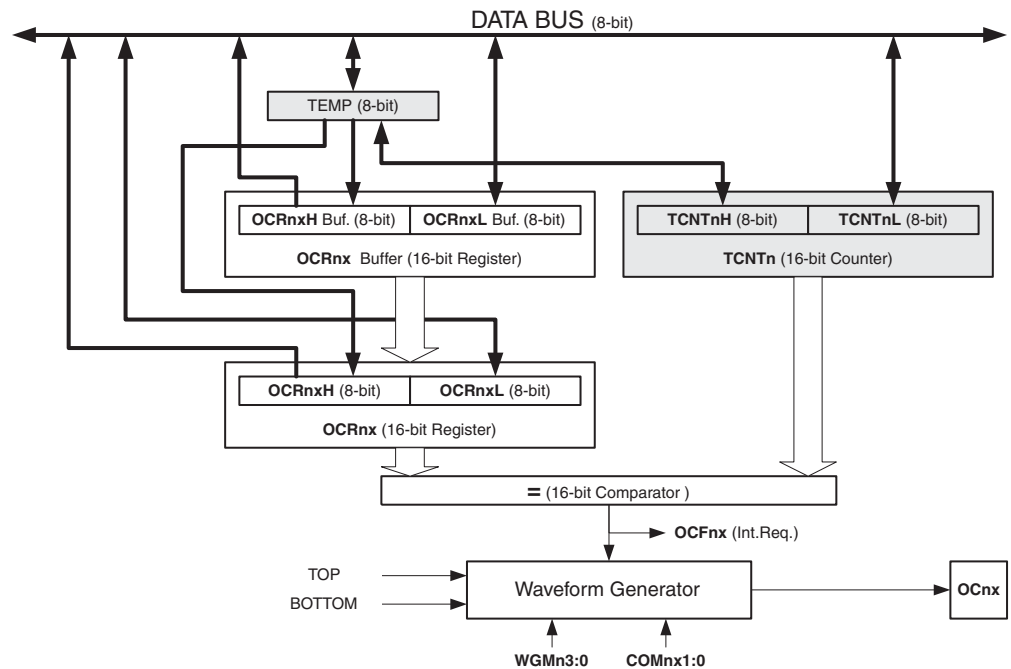 DATA BUS (8-bit)
TEMP (8-bit)
OCRnxH Buf. (8-bit) OCRnxL Buf. (8-bit)
OCRnx Buffer (16-bit Register)
TCNTnH (8-bit) TCNTnL (8-bit)
TCNTn (16-bit Counter)
OCRnxH (8-bit) OCRnxL (8-bit)
OCRnx (16-bit Register)
= (16-bit Comparator )
OCFnx (Int.Req.)
TOP
BOTTOM
Waveform Generator
OCnx
WGMn3:0 COMnx1:0